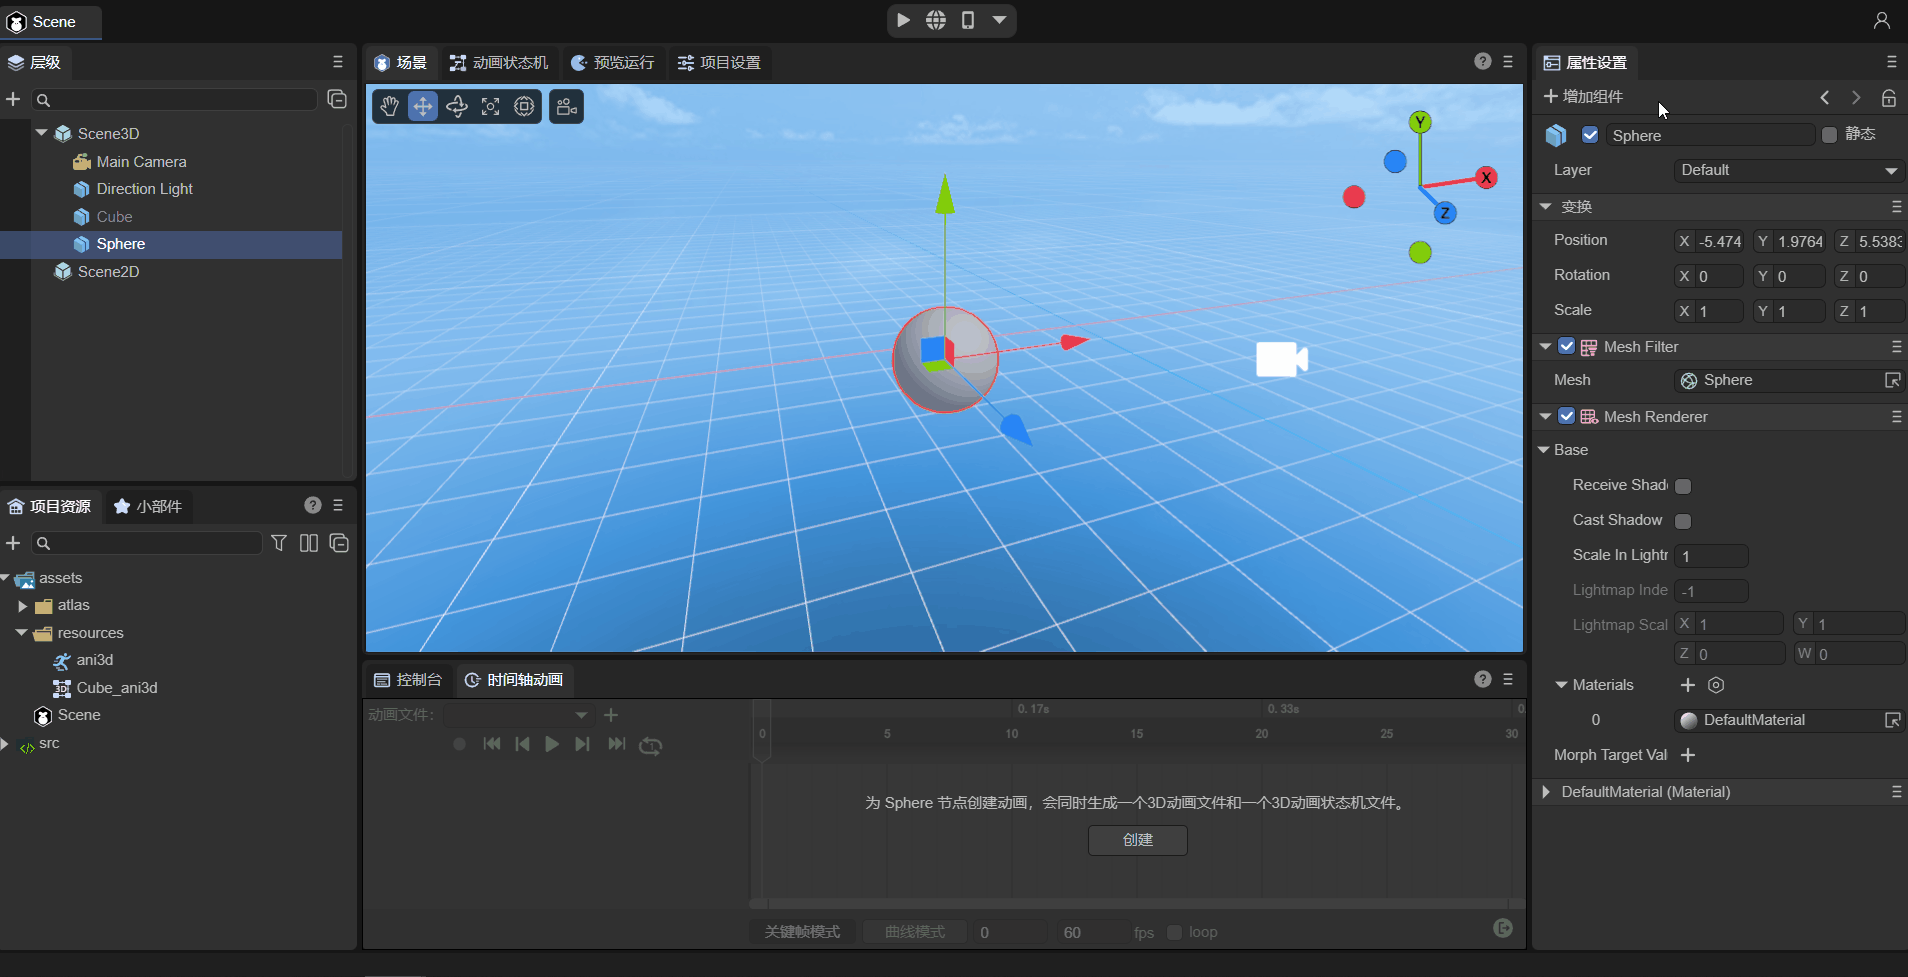 Scene
层级
Scene3D
Main Camera
Direction Light
Cube
Sphere
Scene2D
项目资源
小部件
assets
atlas
resources
ani3d
Cube_ani3d
Scene
src
场景
动画状态机
预览运行
项目设置
Y
X
Z
控制台
时间轴动画
动画文件:
0.17s
0.33s
0.
0
5
10
15
20
25
30
为 Sphere 节点创建动画，会同时生成一个3D动画文件和一个3D动画状态机文件。
创建
关键帧模式
曲线模式
0
60
fps
loop
属性设置
增加组件
Sphere
静态
Layer
Default
变换
Position
X -5.474
Y 1.9764
Z 5.5383
Rotation
X 0
Y 0
Z 0
Scale
X 1
Y 1
Z 1
Mesh Filter
Mesh
Sphere
Mesh Renderer
Base
Receive Shad
Cast Shadow
Scale In Lightr
1
Lightmap Inde
-1
Lightmap Scal
X 1
Y 1
Z 0
W 0
Materials
0
DefaultMaterial
Morph Target Val
DefaultMaterial (Material)